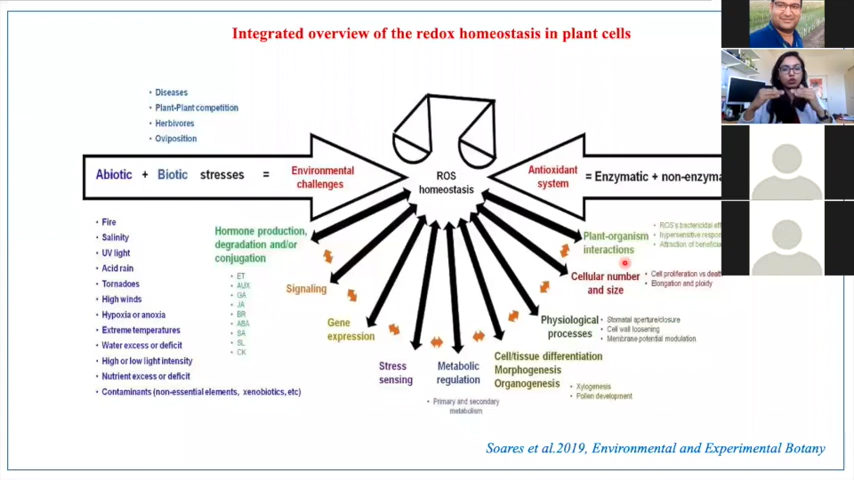 Integrated overview of the redox homeostasis in plant cells
• Diseases
• Plant-Plant competition
• Herbivores
• Oviposition
Abiotic + Biotic stresses =
Environmental
challenges
ROS
homeostasis
Antioxidant
system
= Enzymatic +
• Fire
• Salinity
• UV light
• Acid rain
• Tornadoes
• High winds
• Hypoxia or anoxia
• Extreme temperatures
• Water excess or deficit
• High or low light intensity
• Nutrient excess or deficit
• Contaminants (non-essential elements, xenobiotics, etc)
Hormone production,
degradation and/or
conjugation
• ET
• AUX
• GA
• JA
• BR
• ABA
• SA
• SL
• CK
Signaling
Gene
expression
Stress
sensing
Metabolic
regulation
• Primary and secondary
metabolism
Cell/tissue differentiation
Morphogenesis
Organogenesis
• Xylogenesis
• Pollen development
Physiological
processes
• Stomatal aperture/closure
• Cell wall loosening
• Membrane potential modulation
Cellular number
and size
• Cell proliferation vs death
• Elongation and ploidy
Plant-organism
interactions
• ROS's bactericidal
• Hypersensitive
• Attraction of
Soares et al.2019, Environmental and Experimental Botany